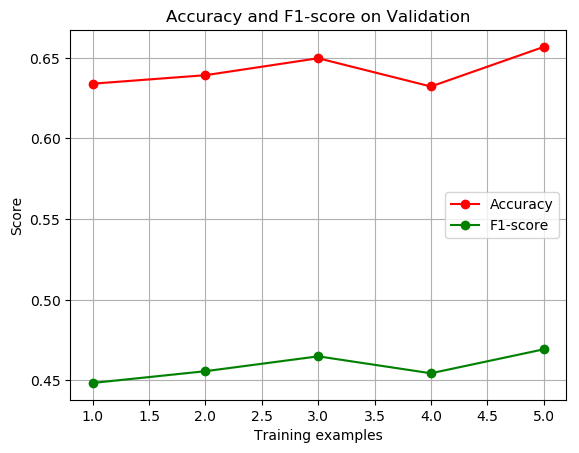 Accuracy and F1-score on Validation
Score
0.65
0.60
0.55
0.50
0.45
Accuracy
F1-score
1.0 1.5 2.0 2.5 3.0 3.5 4.0 4.5 5.0
Training examples